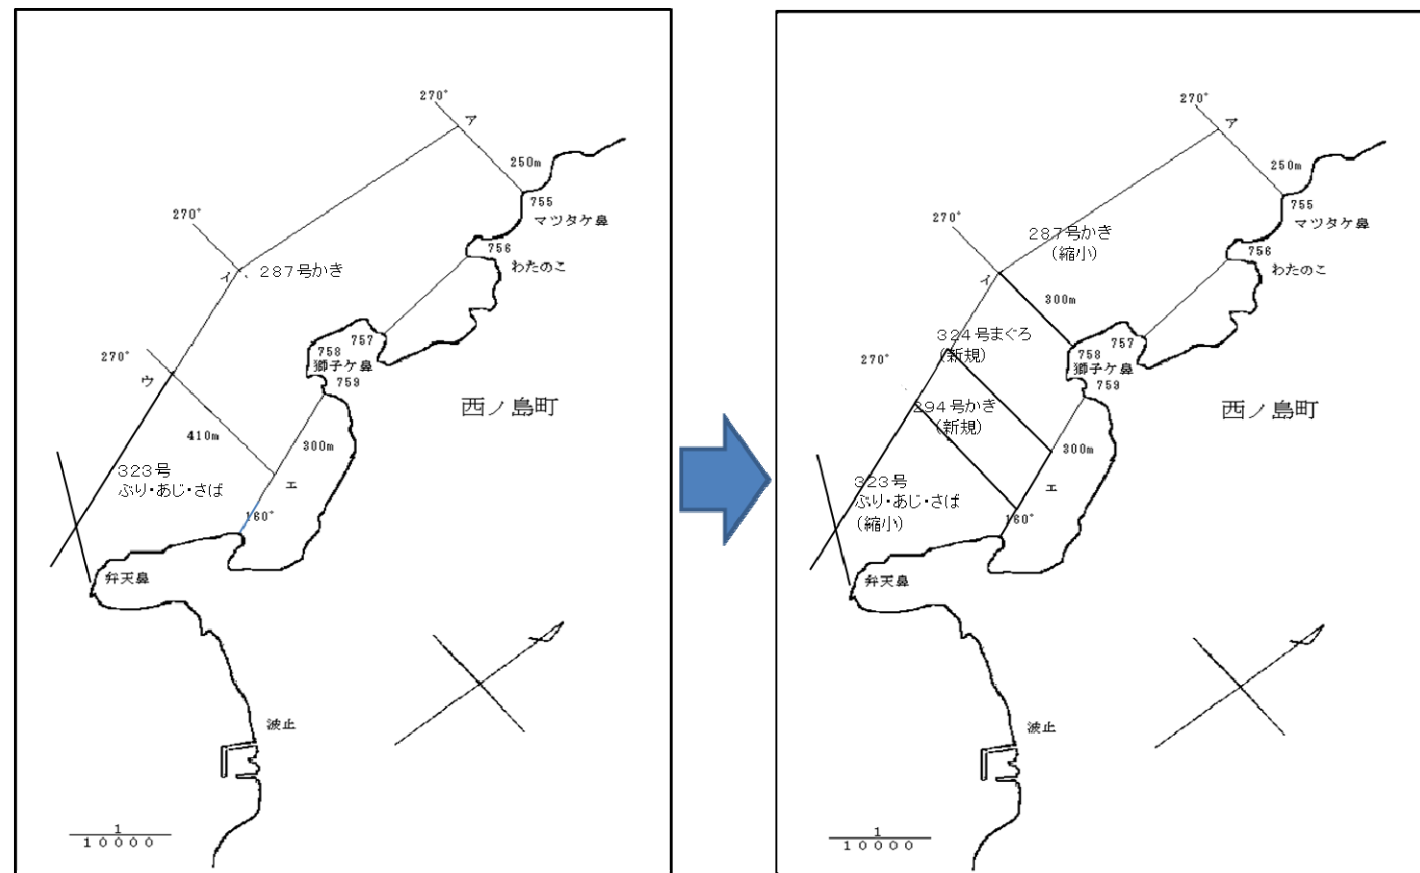 270°
ア
250m
755
マツタケ鼻
270°
756
わたのこ
イ、287号かき
757
758
獅子ケ鼻
759
270°
ウ
西ノ島町
410m
300m
323号
ぶり・あじ・さば
エ
160°
弁天鼻
波止
1
10000
270°
ア
250m
755
マツタケ鼻
270°
287号かき
(縮小)
756
わたのこ
イ
300m
324号まぐろ
(新規)
757
758
獅子ケ鼻
759
270°
294号かき
(新規)
西ノ島町
300m
323号
ぶり・あじ・さば
(縮小)
エ
160°
弁天鼻
波止
1
10000